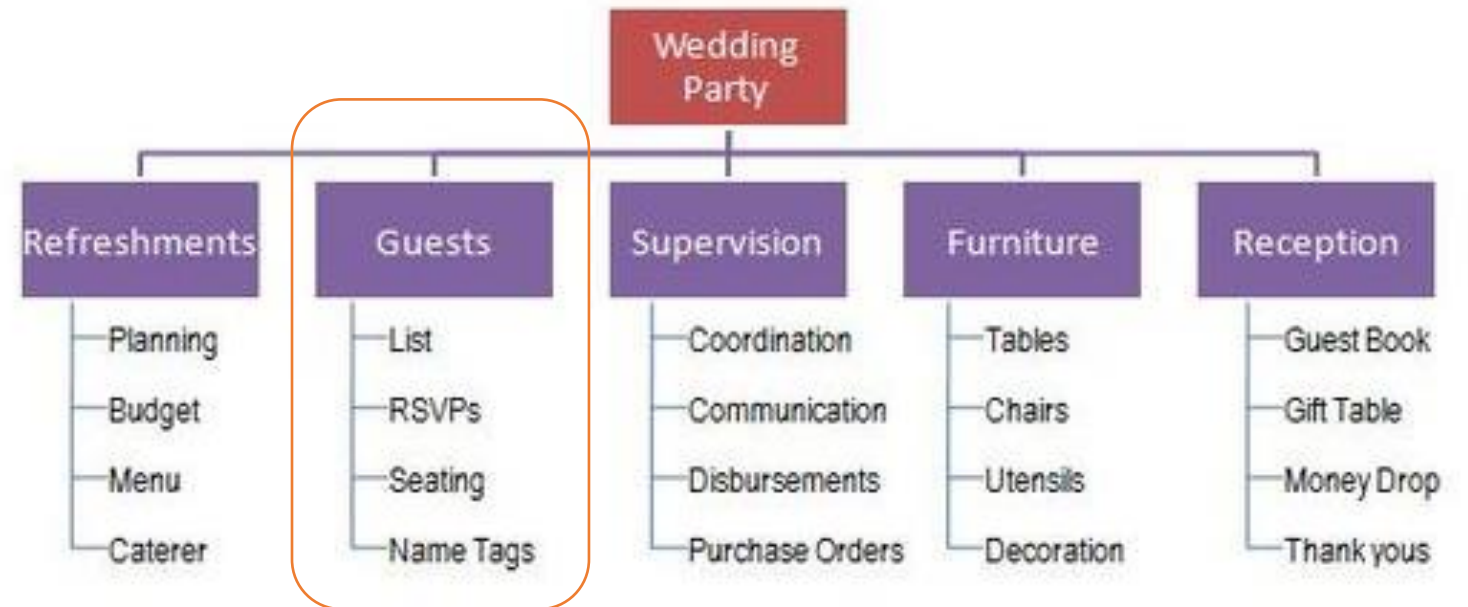 Wedding
Party
Refreshments
Guests
Supervision
Furniture
Reception
Planning
Budget
Menu
Caterer
List
RSVPs
Seating
Name Tags
Coordination
Communication
Disbursements
Purchase Orders
Tables
Chairs
Utensils
Decoration
Guest Book
Gift Table
Money Drop
Thank yous